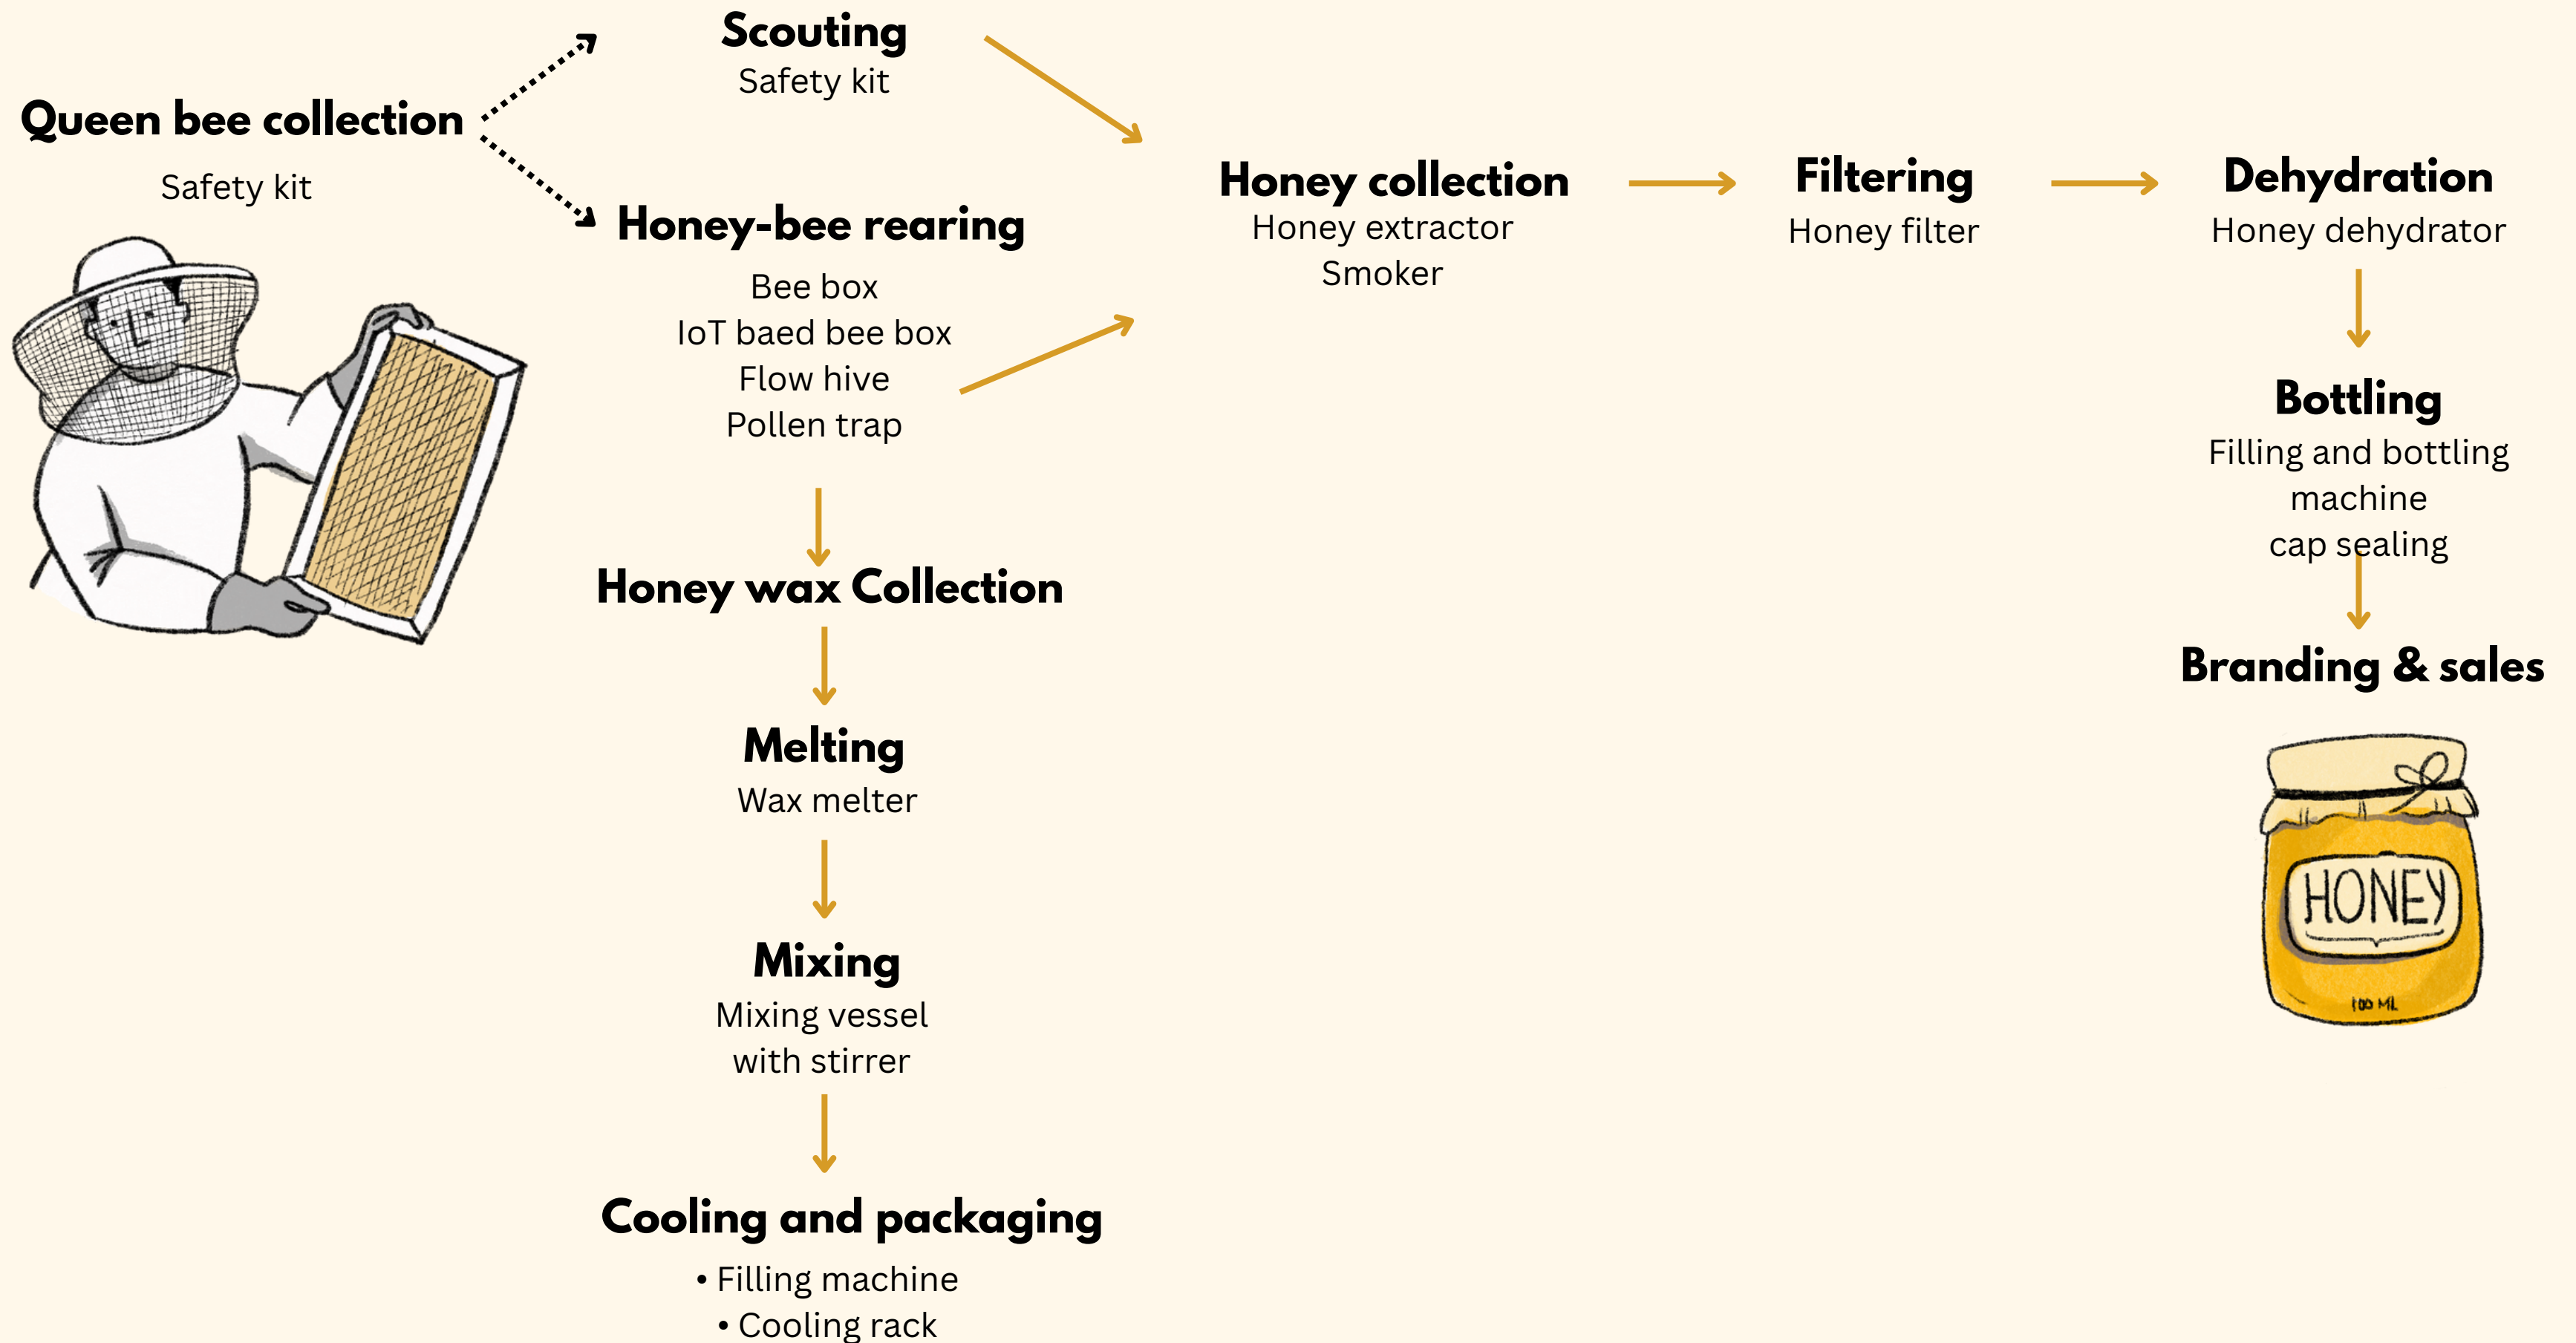 Queen bee collection
Safety kit
Scouting
Safety kit
Honey-bee rearing
Bee box
IoT baed bee box
Flow hive
Pollen trap
Honey collection
Honey extractor
Smoker
Filtering
Honey filter
Dehydration
Honey dehydrator
Bottling
Filling and bottling
machine
cap sealing
Branding & sales
HONEY
100 ML
Honey wax Collection
Melting
Wax melter
Mixing
Mixing vessel
with stirrer
Cooling and packaging
• Filling machine
• Cooling rack